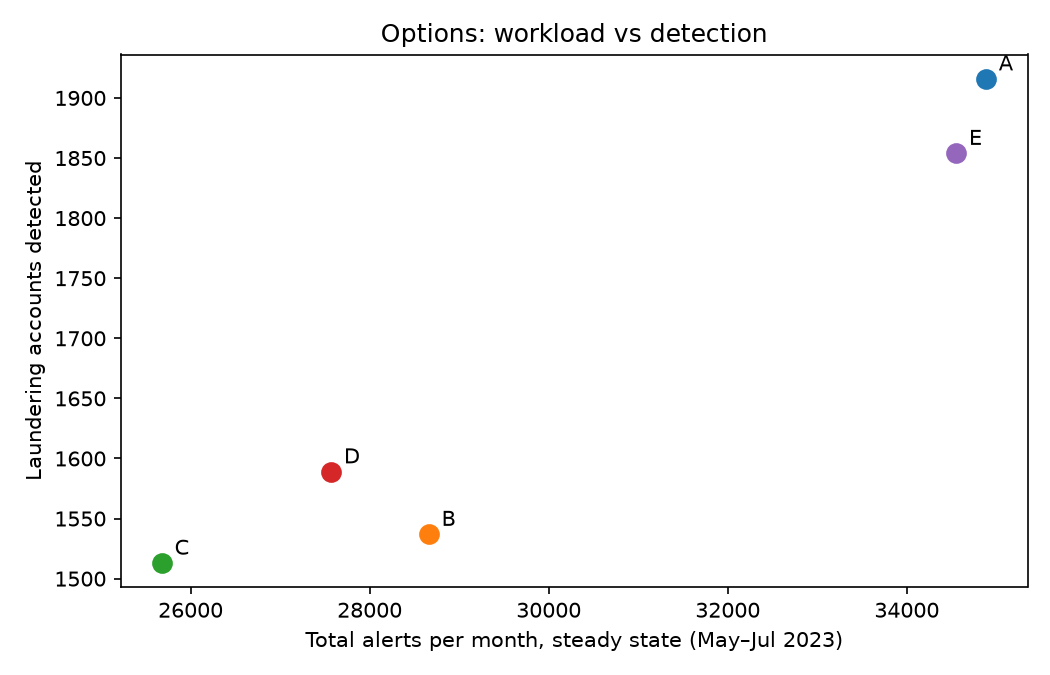 Options: workload vs detection
A
1900
E
1850
1800
Laundering accounts detected
1750
1700
1650
1600
D
1550
B
C
1500
26000 28000 30000 32000 34000
Total alerts per month, steady state (May–Jul 2023)